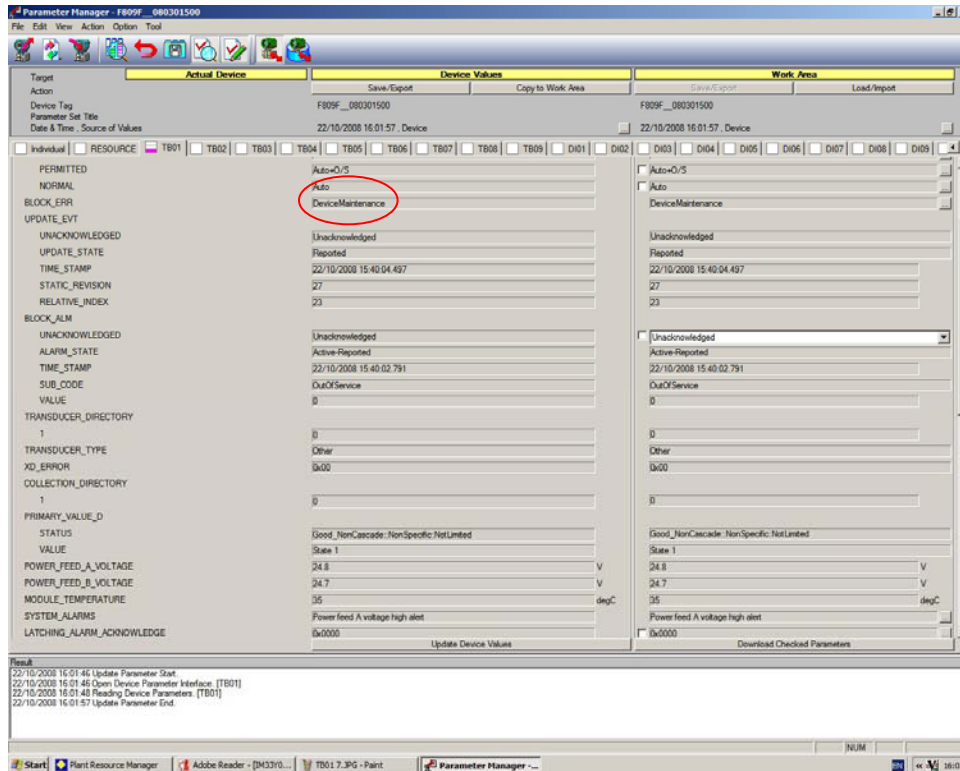 Parameter Manager - F809F__080301500
File Edit View Action Option Tool
Target Actual Device Device Values Work Area
Action Save/Export Copy to Work Area Save/Export Load/Import
Device Tag F809F__080301500 F809F__080301500
Parameter Set Title
Date & Time . Source of Values 22/10/2008 16:01:57 . Device ... 22/10/2008 16:01:57 . Device ...
Individual RESOURCE TB01 TB02 TB03 TB04 TB05 TB06 TB07 TB08 TB09 DI01 DI02 DI03 DI04 DI05 DI06 DI07 DI08 DI09
PERMITTED Auto+O/S Auto+O/S ...
NORMAL Auto Auto ...
BLOCK_ERR DeviceMaintenance DeviceMaintenance ...
UPDATE_EVT
UNACKNOWLEDGED Unacknowledged Unacknowledged
UPDATE_STATE Reported Reported
TIME_STAMP 22/10/2008 15:40:04.497 22/10/2008 15:40:04.497
STATIC_REVISION 27 27
RELATIVE_INDEX 23 23
BLOCK_ALM
UNACKNOWLEDGED Unacknowledged Unacknowledged
ALARM_STATE Active-Reported Active-Reported
TIME_STAMP 22/10/2008 15:40:02.791 22/10/2008 15:40:02.791
SUB_CODE OutOfService OutOfService
VALUE 0 0
TRANSDUCER_DIRECTORY
1 0 0
TRANSDUCER_TYPE Other Other
XD_ERROR 0x00 0x00
COLLECTION_DIRECTORY
1 0 0
PRIMARY_VALUE_D
STATUS Good_NonCascade::NonSpecific:NotLimited Good_NonCascade::NonSpecific:NotLimited
VALUE State 1 State 1
POWER_FEED_A_VOLTAGE 24.8 V 24.8 V
POWER_FEED_B_VOLTAGE 24.7 V 24.7 V
MODULE_TEMPERATURE 35 degC 35 degC
SYSTEM_ALARMS Power feed A voltage high alert Power feed A voltage high alert ...
LATCHING_ALARM_ACKNOWLEDGE 0x0000 0x0000 ...
Update Device Values Download Checked Parameters
Result
22/10/2008 16:01:46 Update Parameter Start.
22/10/2008 16:01:46 Open Device Parameter Interface. [TB01]
22/10/2008 16:01:48 Reading Device Parameters. [TB01]
22/10/2008 16:01:57 Update Parameter End.
NUM
Start Plant Resource Manager Adobe Reader - [IM33Y0... TB01 7.JPG - Paint Parameter Manager -... EN « 16:0